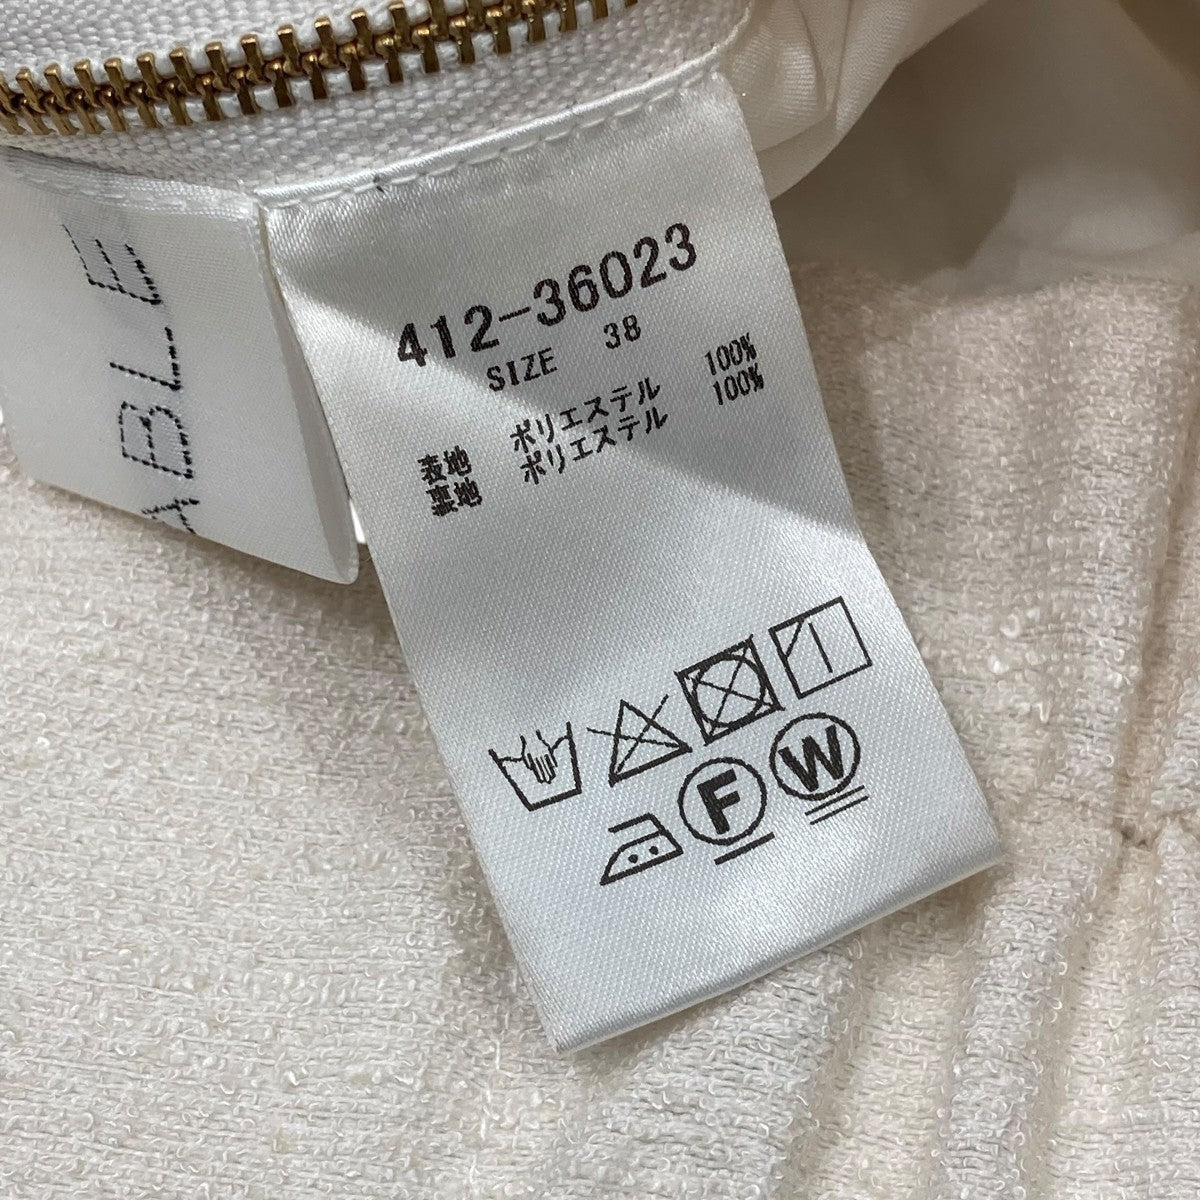 412-36023
SIZE 38
表地 ポリエステル 100%
裏地 ポリエステル 100%
F W
ABLE